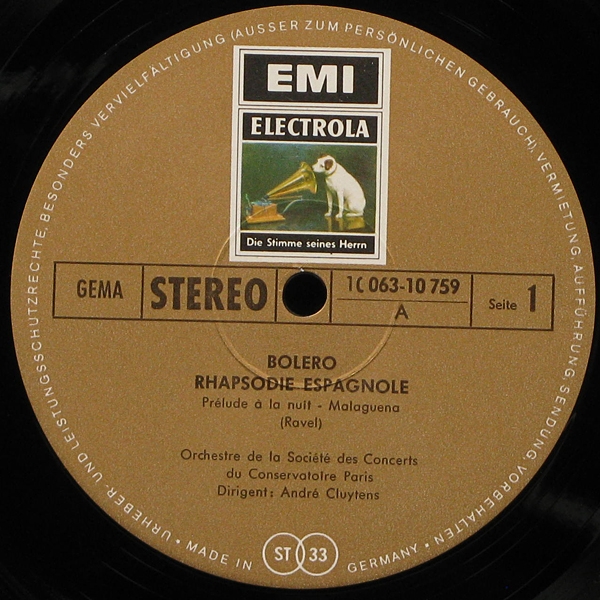 EMI
ELECTROLA
Die Stimme seines Herrn
GEMA
STEREO
1C 063-10 759
A
Seite 1
BOLERO
RHAPSODIE ESPAGNOLE
Prélude à la nuit - Malaguena
(Ravel)
Orchestre de la Société des Concerts
du Conservatoire Paris
Dirigent: André Cluytens
URHEBER- UND LEISTUNGSSCHUTZRECHTE, BESONDERS VERVIELFÄLTIGUNG (AUSSER ZUM PERSÖNLICHEN GEBRAUCH), VERMIETUNG, AUFFÜHRUNG, SENDUNG VORBEHALTEN •
• MADE IN
ST 33
GERMANY